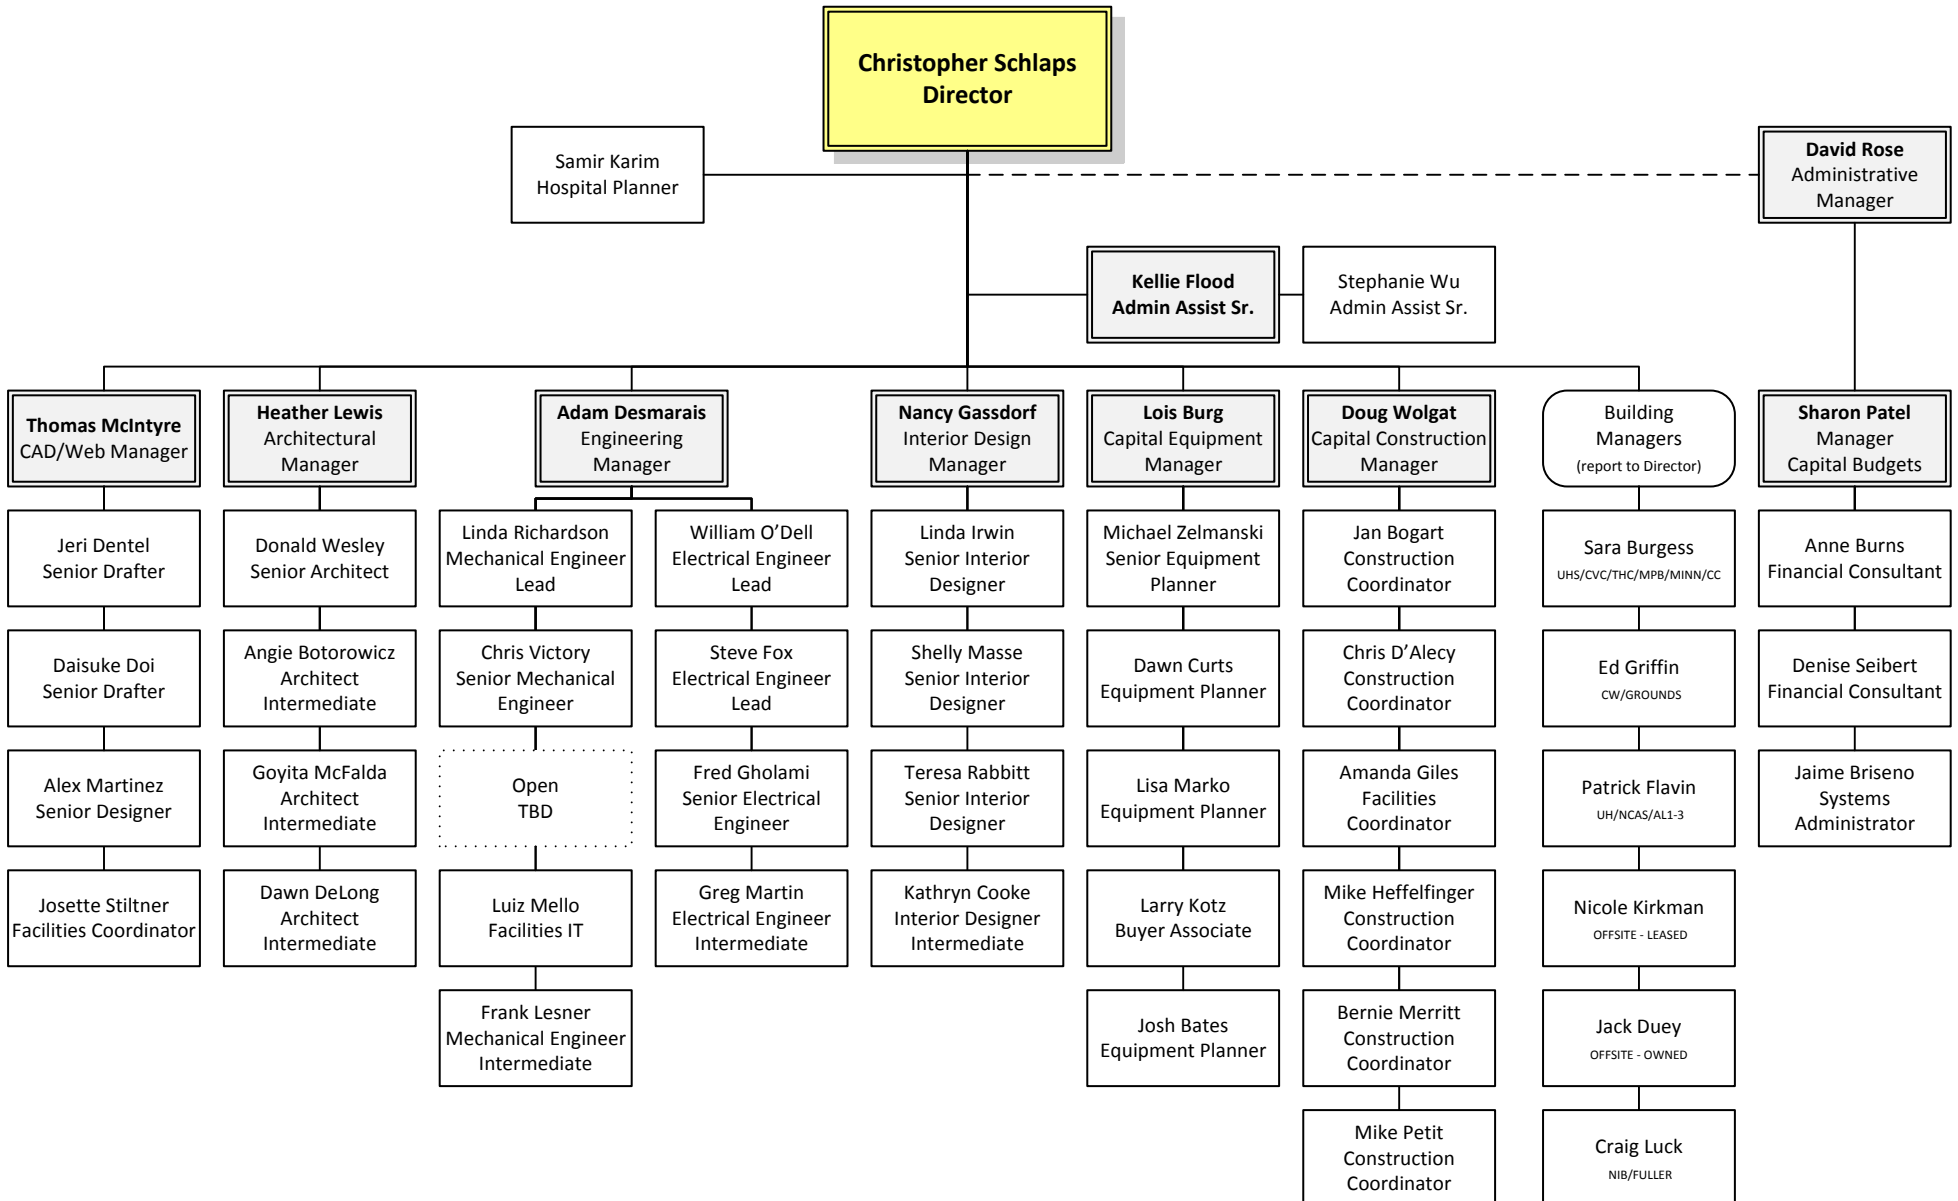 Christopher Schlaps
Director
Samir Karim
Hospital Planner
David Rose
Administrative
Manager
Kellie Flood
Admin Assist Sr.
Stephanie Wu
Admin Assist Sr.
Thomas McIntyre
CAD/Web Manager
Jeri Dentel
Senior Drafter
Daisuke Doi
Senior Drafter
Alex Martinez
Senior Designer
Josette Stiltner
Facilities Coordinator
Heather Lewis
Architectural
Manager
Donald Wesley
Senior Architect
Angie Botorowicz
Architect
Intermediate
Goyita McFalda
Architect
Intermediate
Dawn DeLong
Architect
Intermediate
Adam Desmarais
Engineering
Manager
Linda Richardson
Mechanical Engineer
Lead
Chris Victory
Senior Mechanical
Engineer
Open
TBD
Luiz Mello
Facilities IT
Frank Lesner
Mechanical Engineer
Intermediate
William O’Dell
Electrical Engineer
Lead
Steve Fox
Electrical Engineer
Lead
Fred Gholami
Senior Electrical
Engineer
Greg Martin
Electrical Engineer
Intermediate
Nancy Gassdorf
Interior Design
Manager
Linda Irwin
Senior Interior
Designer
Shelly Masse
Senior Interior
Designer
Teresa Rabbitt
Senior Interior
Designer
Kathryn Cooke
Interior Designer
Intermediate
Lois Burg
Capital Equipment
Manager
Michael Zelmanski
Senior Equipment
Planner
Dawn Curts
Equipment Planner
Lisa Marko
Equipment Planner
Larry Kotz
Buyer Associate
Josh Bates
Equipment Planner
Doug Wolgat
Capital Construction
Manager
Jan Bogart
Construction
Coordinator
Chris D’Alecy
Construction
Coordinator
Amanda Giles
Facilities
Coordinator
Mike Heffelfinger
Construction
Coordinator
Bernie Merritt
Construction
Coordinator
Mike Petit
Construction
Coordinator
Building
Managers
(report to Director)
Sara Burgess
UHS/CVC/THC/MPB/MINN/CC
Ed Griffin
CW/GROUNDS
Patrick Flavin
UH/NCAS/AL1-3
Nicole Kirkman
OFFSITE - LEASED
Jack Duey
OFFSITE - OWNED
Craig Luck
NIB/FULLER
Sharon Patel
Manager
Capital Budgets
Anne Burns
Financial Consultant
Denise Seibert
Financial Consultant
Jaime Briseno
Systems
Administrator